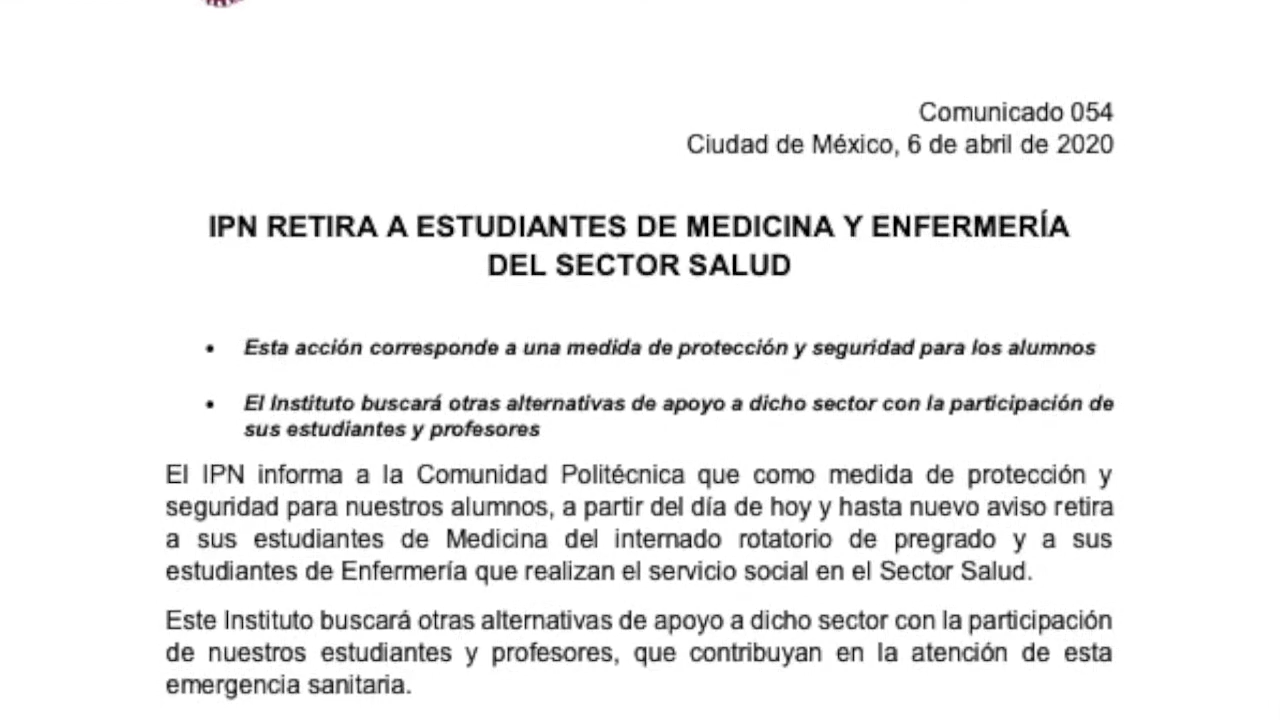 Comunicado 054
Ciudad de México, 6 de abril de 2020
IPN RETIRA A ESTUDIANTES DE MEDICINA Y ENFERMERÍA
DEL SECTOR SALUD
• Esta acción corresponde a una medida de protección y seguridad para los alumnos
• El Instituto buscará otras alternativas de apoyo a dicho sector con la participación de
sus estudiantes y profesores
El IPN informa a la Comunidad Politécnica que como medida de protección y
seguridad para nuestros alumnos, a partir del día de hoy y hasta nuevo aviso retira
a sus estudiantes de Medicina del internado rotatorio de pregrado y a sus
estudiantes de Enfermería que realizan el servicio social en el Sector Salud.
Este Instituto buscará otras alternativas de apoyo a dicho sector con la participación
de nuestros estudiantes y profesores, que contribuyan en la atención de esta
emergencia sanitaria.